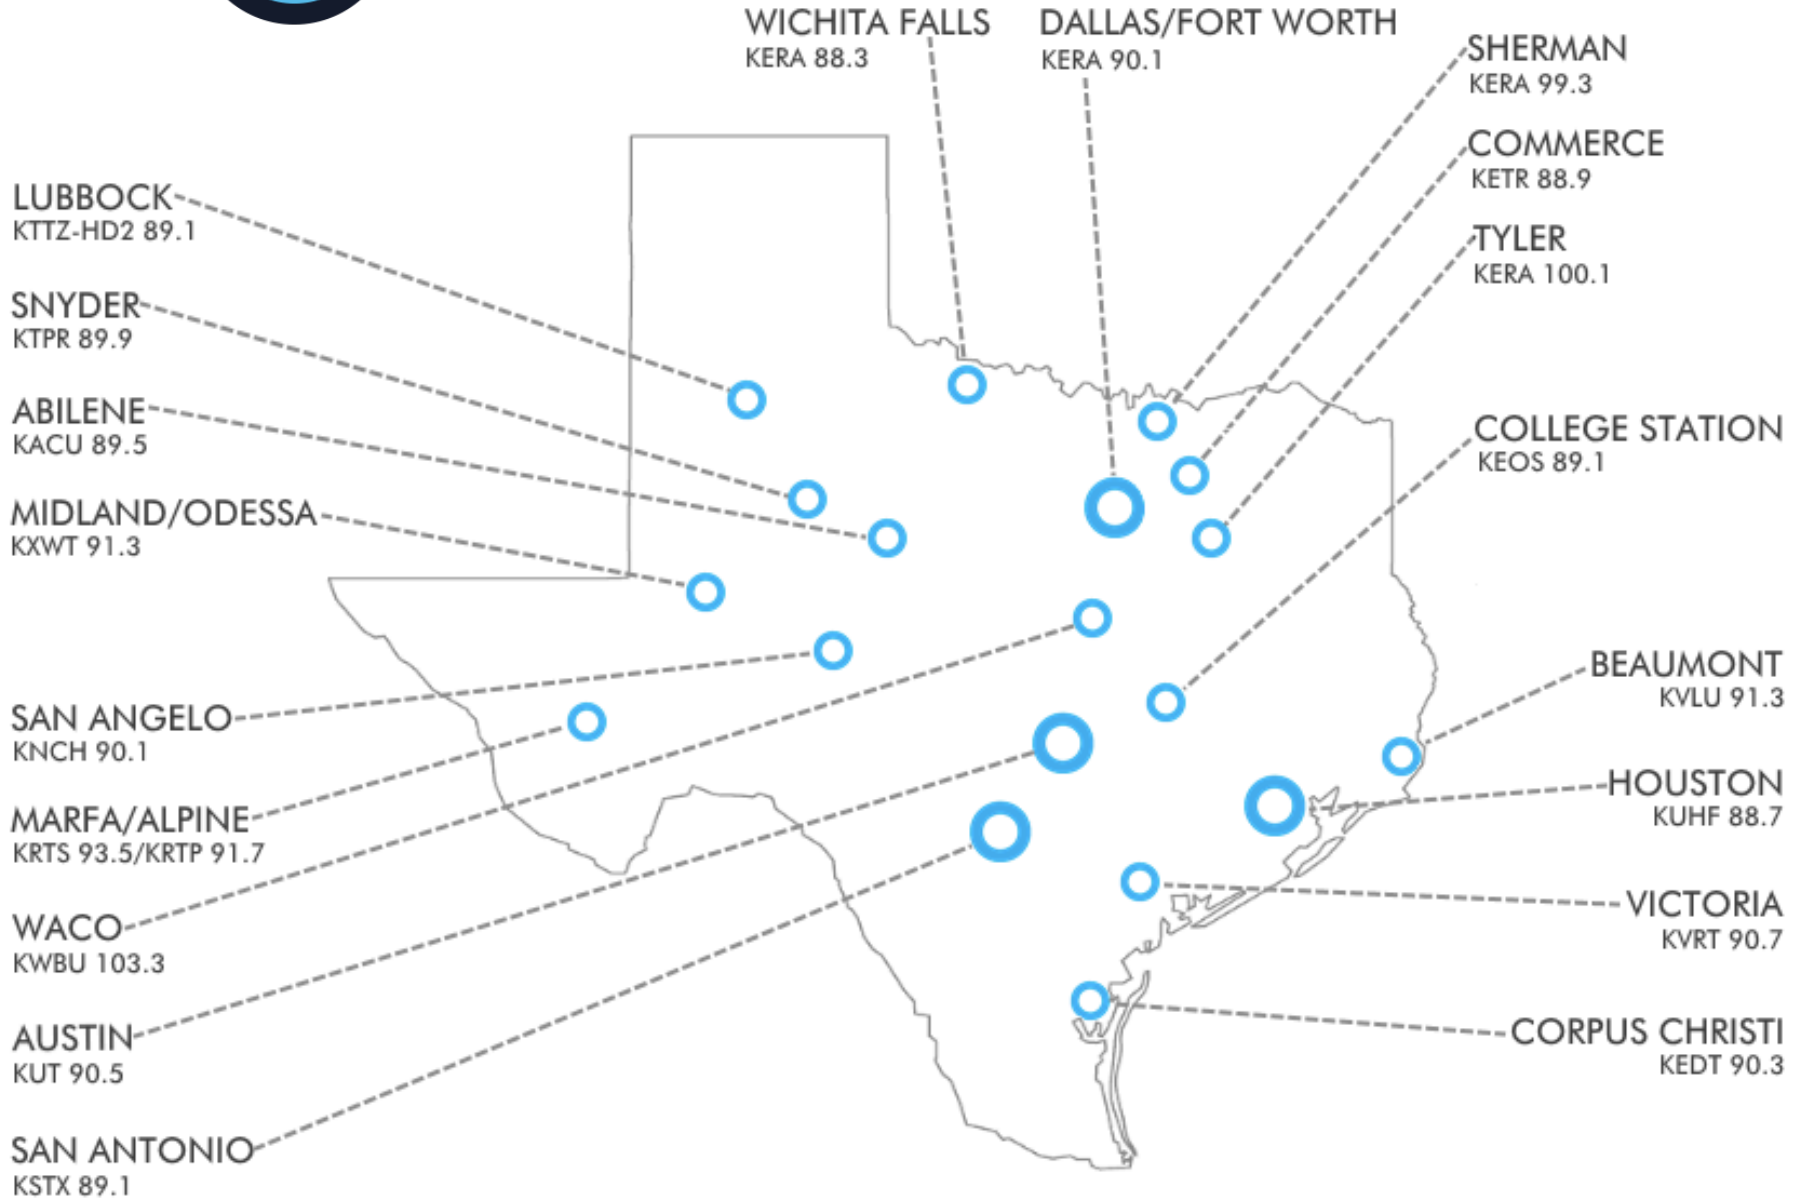 WICHITA FALLS
KERA 88.3
DALLAS/FORT WORTH
KERA 90.1
SHERMAN
KERA 99.3
COMMERCE
KETR 88.9
TYLER
KERA 100.1
COLLEGE STATION
KEOS 89.1
BEAUMONT
KVLU 91.3
HOUSTON
KUHF 88.7
VICTORIA
KVRT 90.7
CORPUS CHRISTI
KEDT 90.3
LUBBOCK
KTTZ-HD2 89.1
SNYDER
KTPR 89.9
ABILENE
KACU 89.5
MIDLAND/ODESSA
KXWT 91.3
SAN ANGELO
KNCH 90.1
MARFA/ALPINE
KRTS 93.5/KRTP 91.7
WACO
KWBU 103.3
AUSTIN
KUT 90.5
SAN ANTONIO
KSTX 89.1